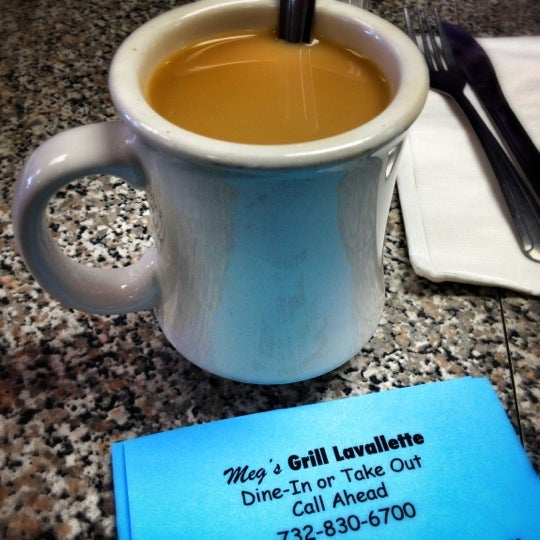 Meg's Grill Lavallette
Dine-In or Take Out
Call Ahead
732-830-6700